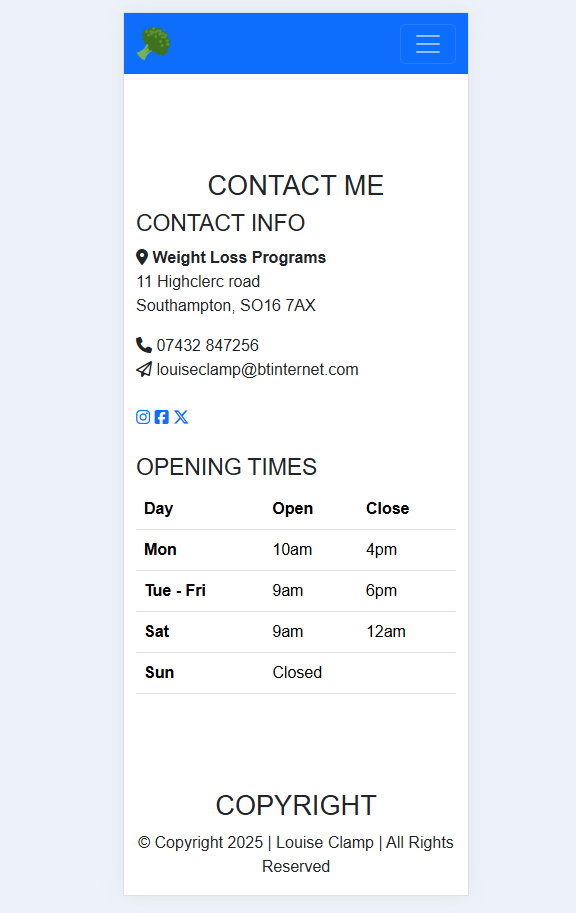 CONTACT ME
CONTACT INFO
Weight Loss Programs
11 Highclerc road
Southampton, SO16 7AX
07432 847256
louiseclamp@btinternet.com
OPENING TIMES
Day Open Close
Mon 10am 4pm
Tue - Fri 9am 6pm
Sat 9am 12am
Sun Closed
COPYRIGHT
© Copyright 2025 | Louise Clamp | All Rights
Reserved